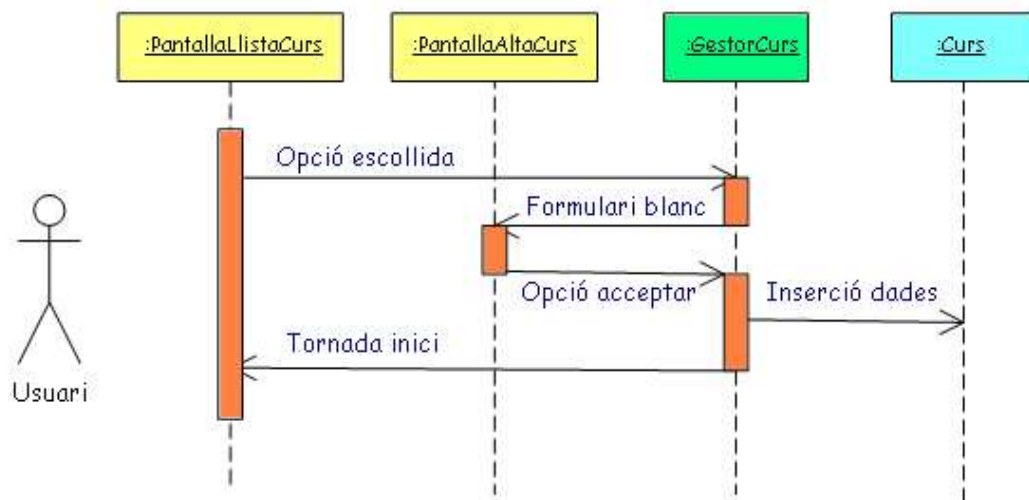 :PantallaLlistaCurs
:PantallaAltaCurs
:GestorCurs
:Curs
Opció escollida
Formulari blanc
Opció acceptar
Inserció dades
Tornada inici
Usuari